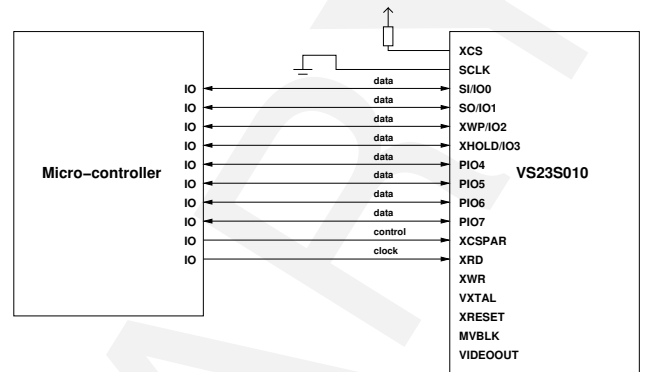 XCS
SCLK
IO data SI/IO0
IO data SO/IO1
IO data XWP/IO2
IO data XHOLD/IO3
IO data PIO4
Micro-controller VS23S010
IO data PIO5
IO data PIO6
IO data PIO7
IO control XCSPAR
IO clock XRD
XWR
VXTAL
XRESET
MVBLK
VIDEOOUT